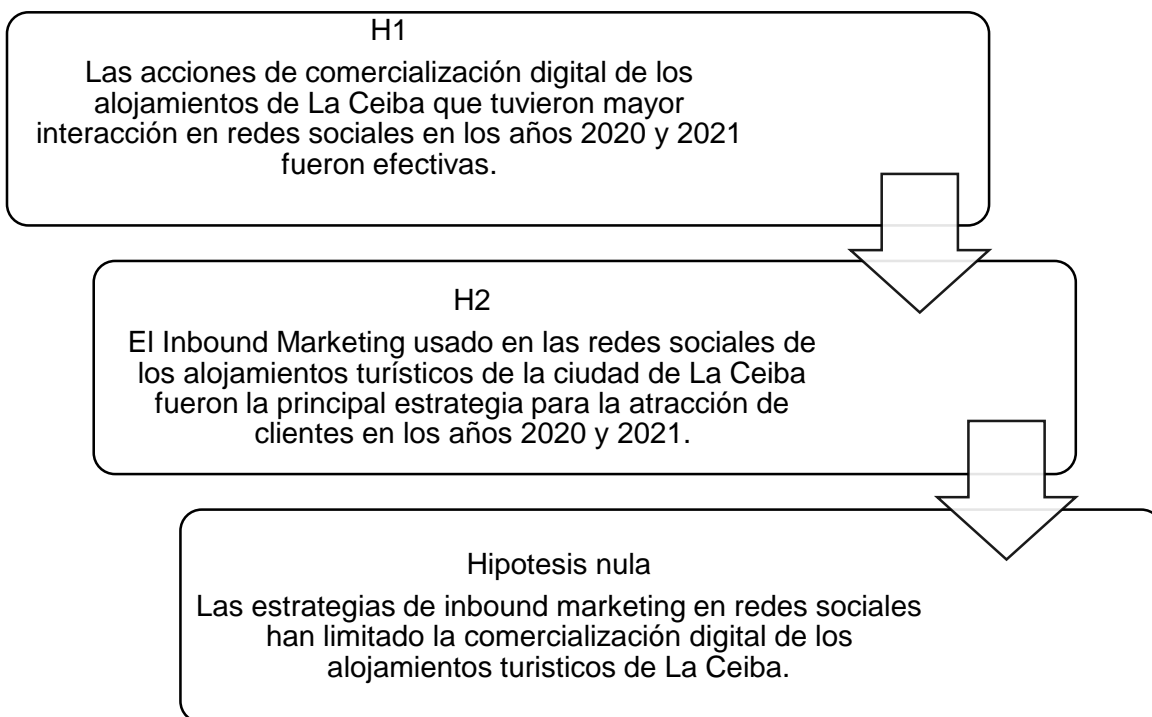 H1
Las acciones de comercialización digital de los
alojamientos de La Ceiba que tuvieron mayor
interacción en redes sociales en los años 2020 y 2021
fueron efectivas.
H2
El Inbound Marketing usado en las redes sociales de
los alojamientos turísticos de la ciudad de La Ceiba
fueron la principal estrategia para la atracción de
clientes en los años 2020 y 2021.
Hipotesis nula
Las estrategias de inbound marketing en redes sociales
han limitado la comercialización digital de los
alojamientos turisticos de La Ceiba.